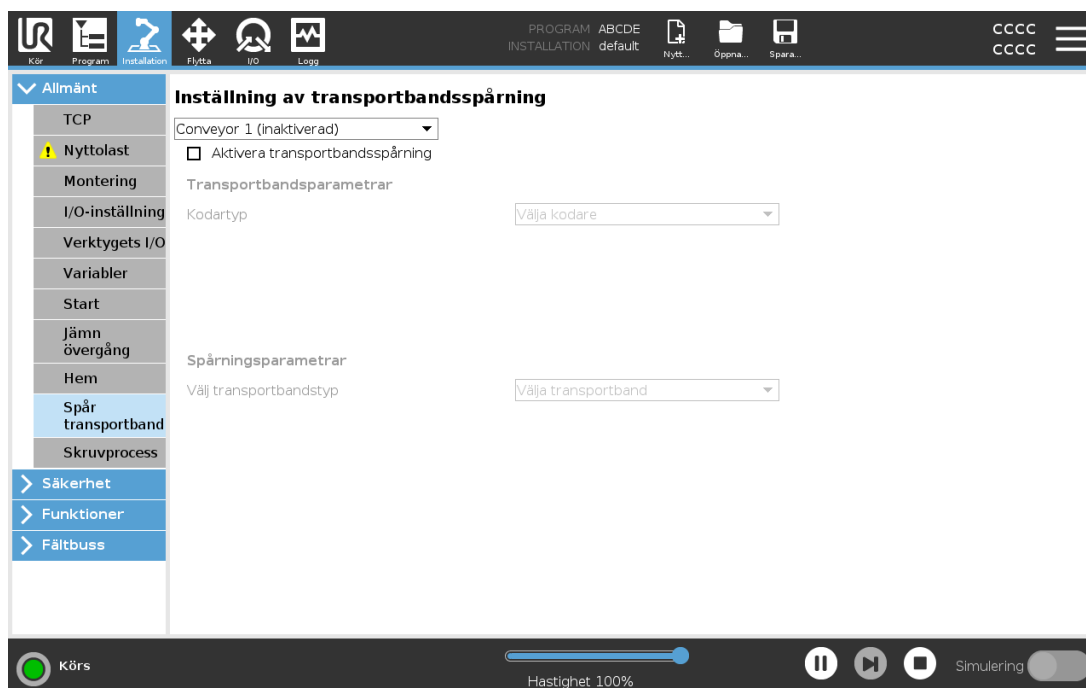 UR
Kör
Program
Installation
Flytta
I/O
Logg
PROGRAM ABCDE
INSTALLATION default
Nytt...
Öppna...
Spara...
CCCC
CCCC
Allmänt
TCP
Nyttolast
Montering
I/O-inställning
Verktygets I/O
Variabler
Start
Jämn
övergång
Hem
Spår
transportband
Skruvprocess
Säkerhet
Funktioner
Fältbuss
Inställning av transportbandsspårning
Conveyor 1 (inaktiverad)
Aktivera transportbandsspårning
Transportbandsparametrar
Kodartyp
Välja kodare
Spårningsparametrar
Välj transportbandstyp
Välja transportband
Körs
Hastighet 100%
Simulering